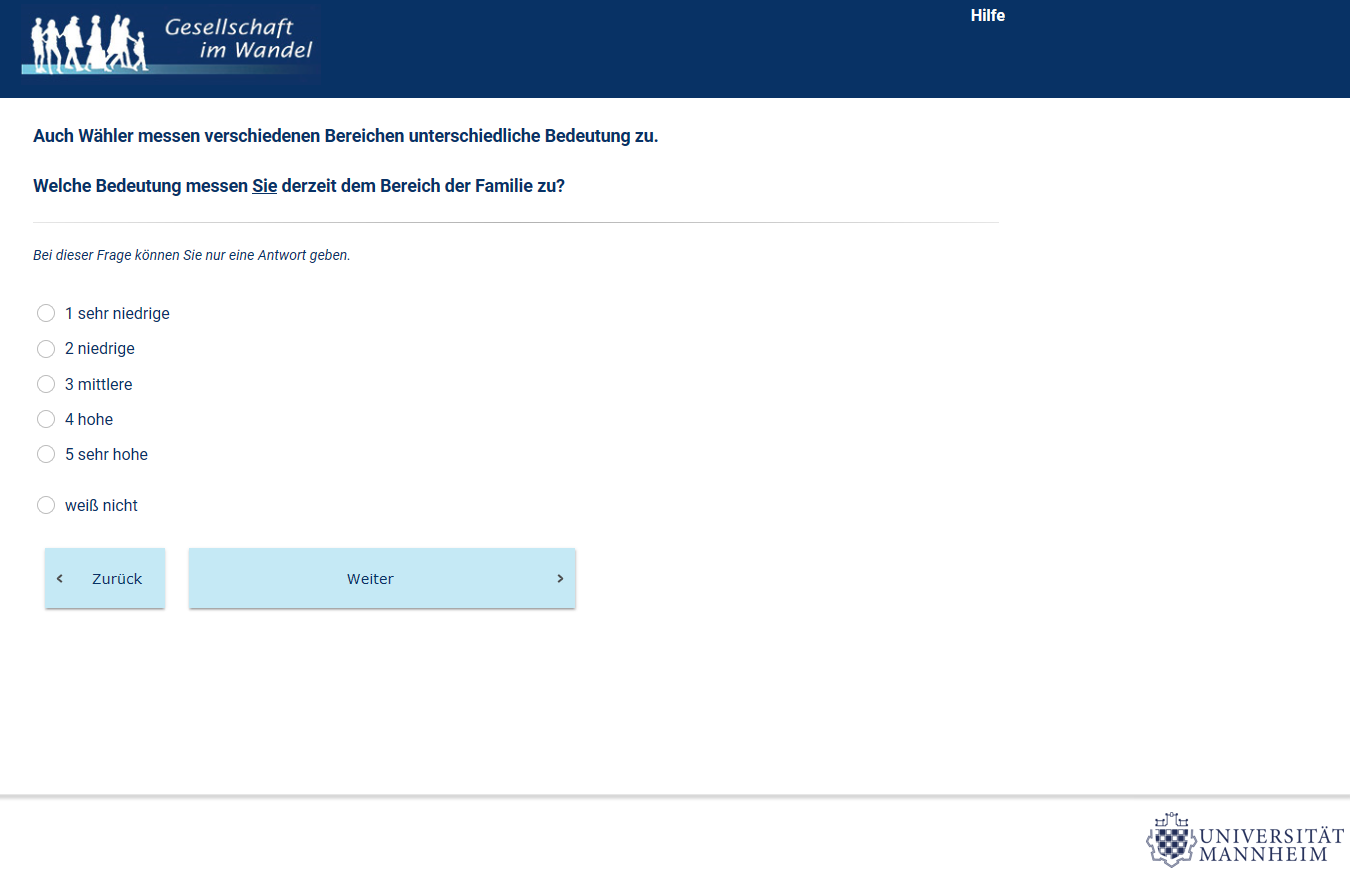 Gesellschaft
im Wandel
Hilfe
Auch Wähler messen verschiedenen Bereichen unterschiedliche Bedeutung zu.
Welche Bedeutung messen Sie derzeit dem Bereich der Familie zu?
Bei dieser Frage können Sie nur eine Antwort geben.
1 sehr niedrige
2 niedrige
3 mittlere
4 hohe
5 sehr hohe
weiß nicht
Zurück
Weiter
UNIVERSITÄT
MANNHEIM